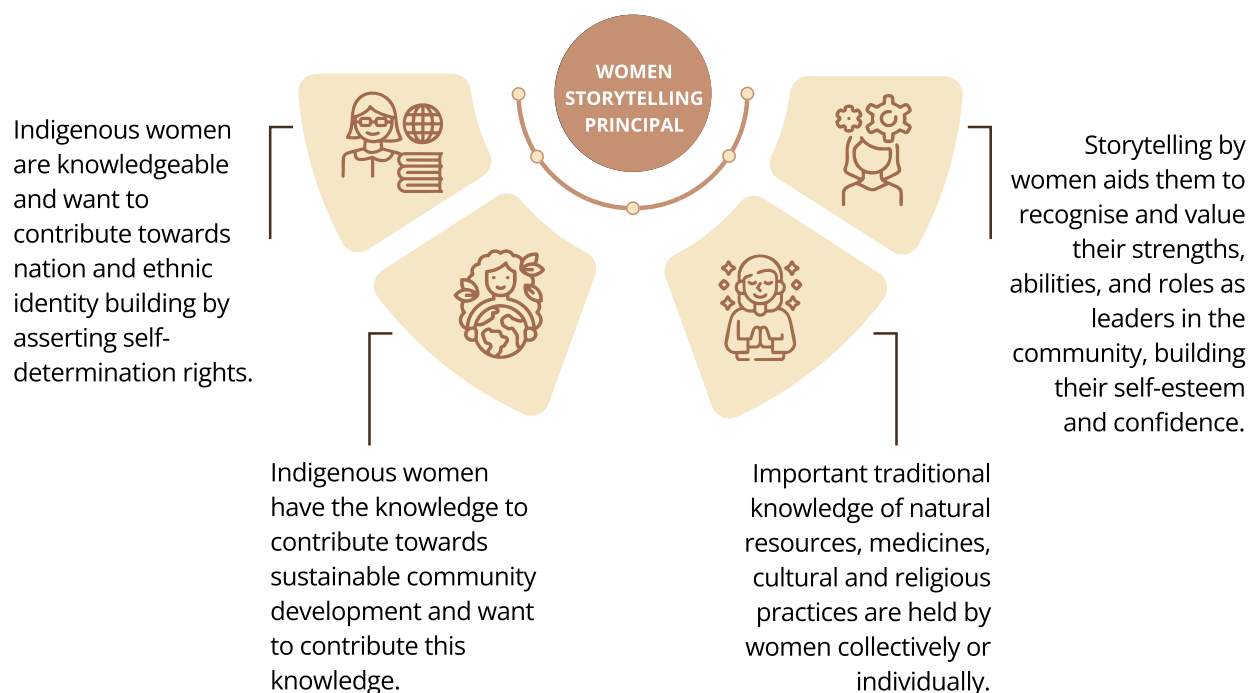 WOMEN
STORYTELLING
PRINCIPAL
Indigenous women
are knowledgeable
and want to
contribute towards
nation and ethnic
identity building by
asserting self-
determination rights.
Indigenous women
have the knowledge to
contribute towards
sustainable community
development and want
to contribute this
knowledge.
Important traditional
knowledge of natural
resources, medicines,
cultural and religious
practices are held by
women collectively or
individually.
Storytelling by
women aids them to
recognise and value
their strengths,
abilities, and roles as
leaders in the
community, building
their self-esteem
and confidence.